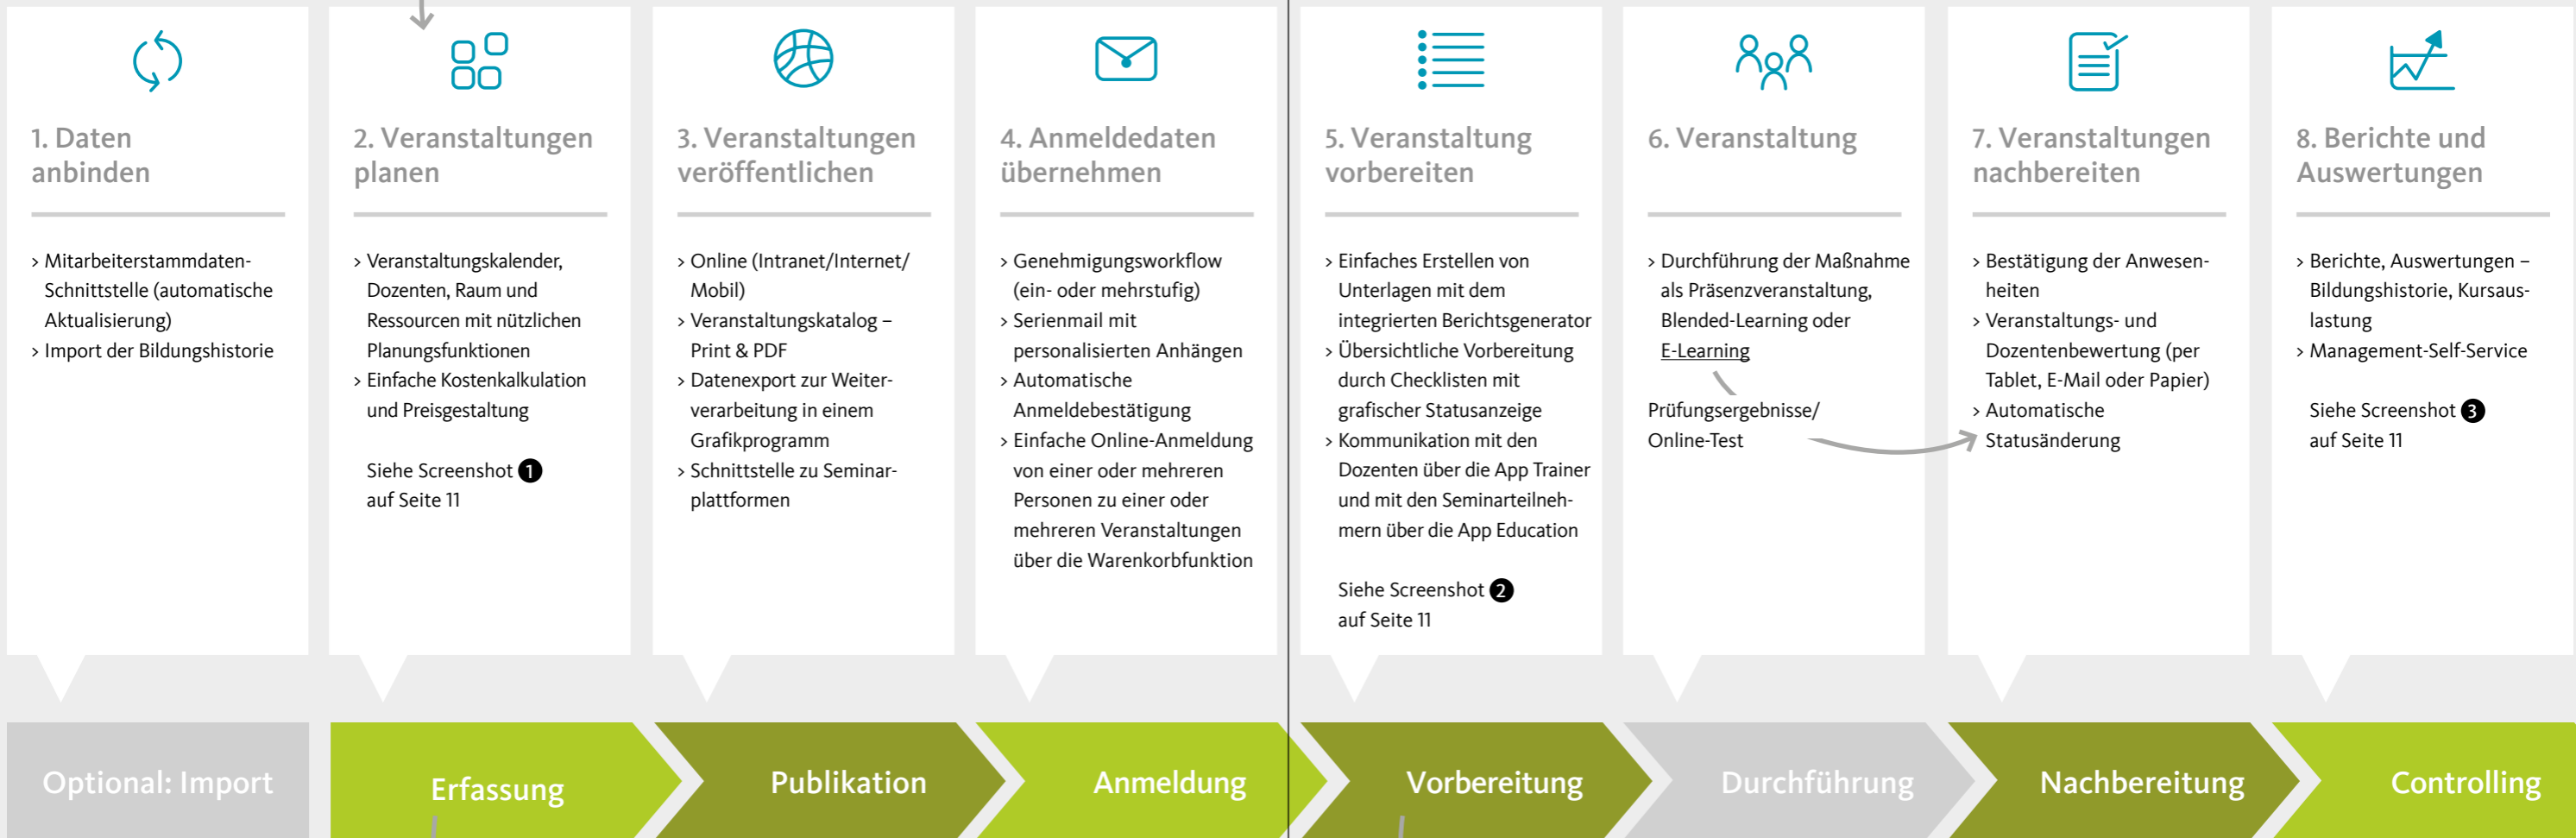 1. Daten
anbinden
> Mitarbeiterstammdaten-
Schnittstelle (automatische
Aktualisierung)
> Import der Bildungshistorie
2. Veranstaltungen
planen
> Veranstaltungskalender,
Dozenten, Raum und
Ressourcen mit nützlichen
Planungsfunktionen
> Einfache Kostenkalkulation
und Preisgestaltung
Siehe Screenshot 1
auf Seite 11
3. Veranstaltungen
veröffentlichen
> Online (Intranet/Internet/
Mobil)
> Veranstaltungskatalog –
Print & PDF
> Datenexport zur Weiter-
verarbeitung in einem
Grafikprogramm
> Schnittstelle zu Seminar-
plattformen
4. Anmeldedaten
übernehmen
> Genehmigungsworkflow
(ein- oder mehrstufig)
> Serienmail mit
personalisierten Anhängen
> Automatische
Anmeldebestätigung
> Einfache Online-Anmeldung
von einer oder mehreren
Personen zu einer oder
mehreren Veranstaltungen
über die Warenkorbfunktion
5. Veranstaltung
vorbereiten
> Einfaches Erstellen von
Unterlagen mit dem
integrierten Berichtsgenerator
> Übersichtliche Vorbereitung
durch Checklisten mit
grafischer Statusanzeige
> Kommunikation mit den
Dozenten über die App Trainer
und mit den Seminarteilneh-
mern über die App Education
Siehe Screenshot 2
auf Seite 11
6. Veranstaltung
> Durchführung der Maßnahme
als Präsenzveranstaltung,
Blended-Learning oder
E-Learning
Prüfungsergebnisse/
Online-Test
7. Veranstaltungen
nachbereiten
> Bestätigung der Anwesen-
heiten
> Veranstaltungs- und
Dozentenbewertung (per
Tablet, E-Mail oder Papier)
> Automatische
Statusänderung
8. Berichte und
Auswertungen
> Berichte, Auswertungen –
Bildungshistorie, Kursaus-
lastung
> Management-Self-Service
Siehe Screenshot 3
auf Seite 11
Optional: Import
Erfassung
Publikation
Anmeldung
Vorbereitung
Durchführung
Nachbereitung
Controlling